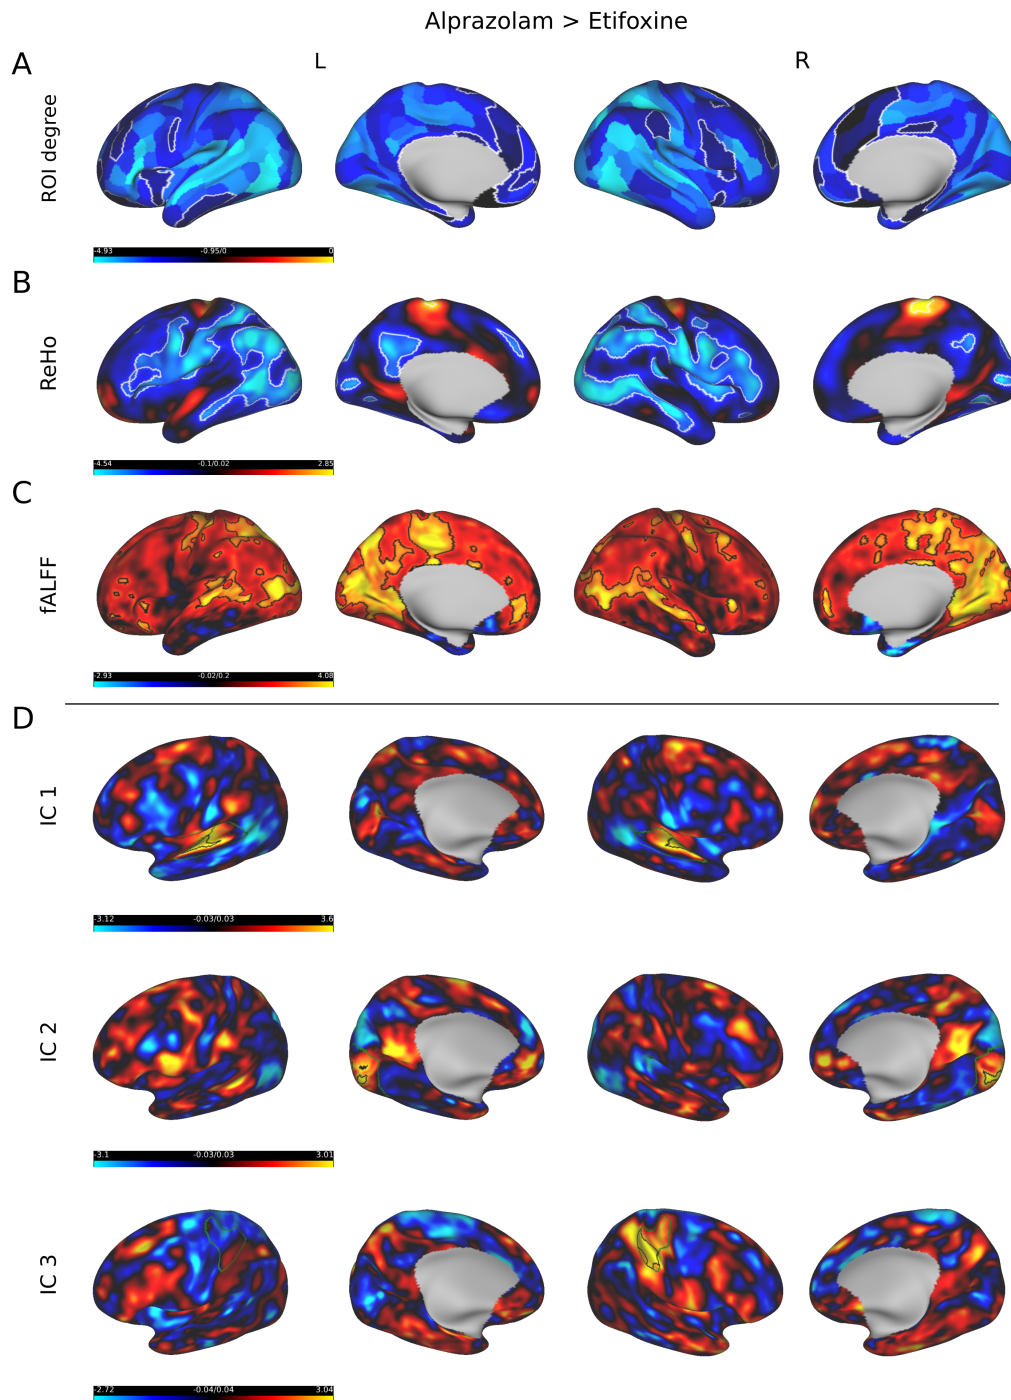 Alprazolam > Etifoxine
A
L
R
ROI degree
-4.93 -0.95/0 0
B
ReHo
-4.54 -0.1/0.02 2.85
C
fALFF
-2.93 -0.02/0.2 4.08
D
IC 1
-3.12 -0.03/0.03 3.6
IC 2
-3.1 -0.03/0.03 3.01
IC 3
-2.72 -0.04/0.04 3.04